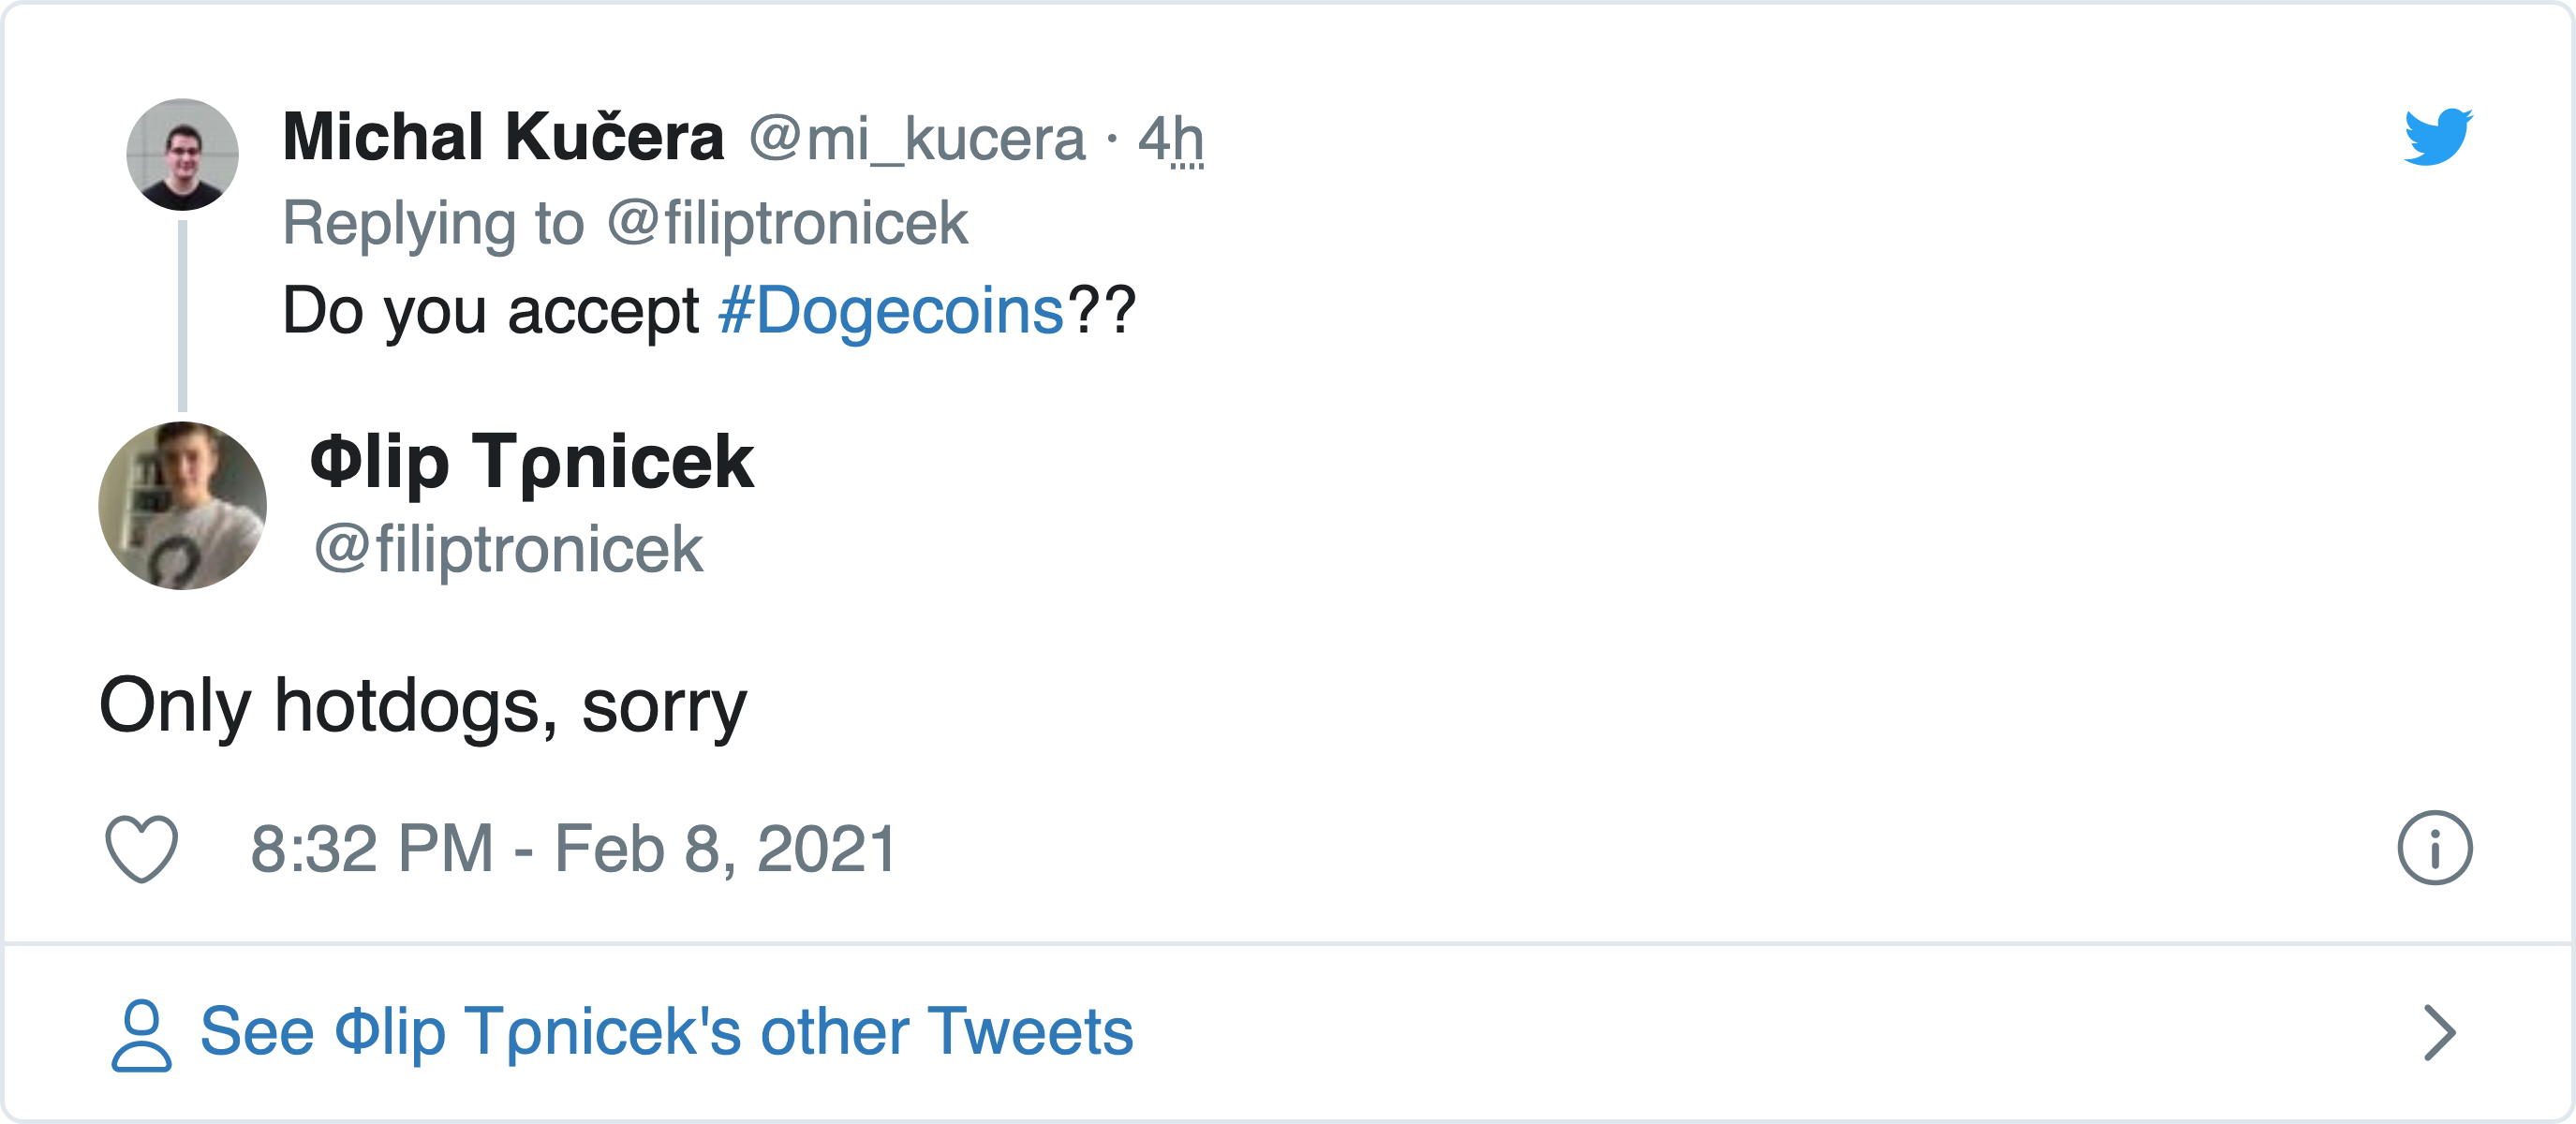 Michal Kučera @mi_kucera · 4h
Replying to @filiptronicek
Do you accept #Dogecoins??
Φlip Tρnicek
@filiptronicek
Only hotdogs, sorry
8:32 PM - Feb 8, 2021
See Φlip Tρnicek's other Tweets